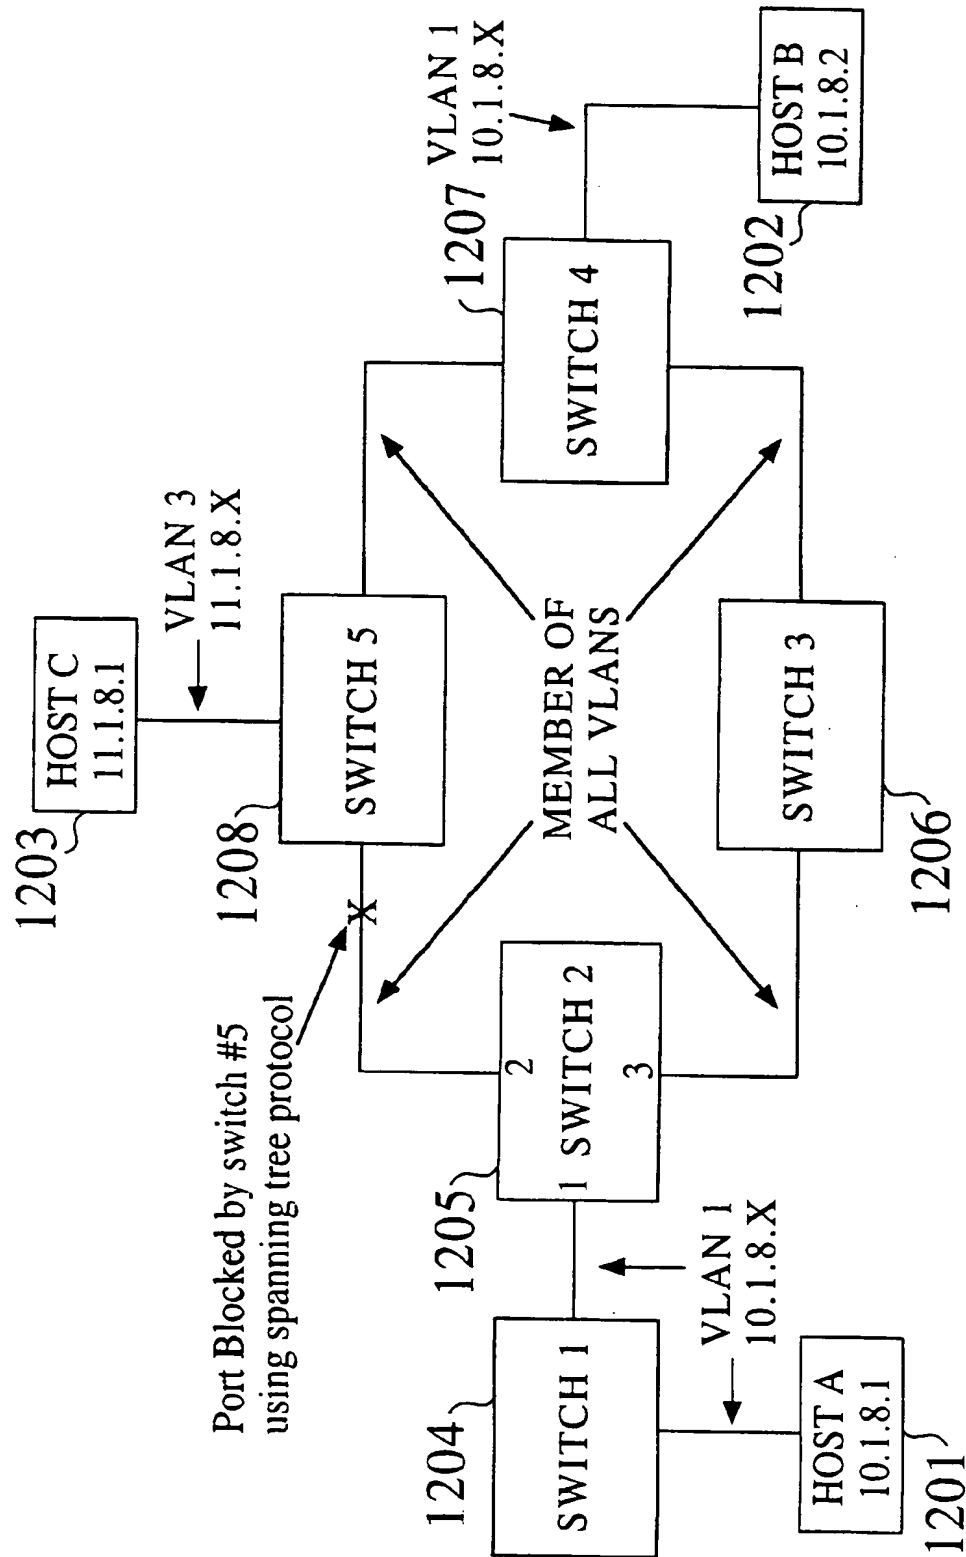 Port Blocked by switch #5
using spanning tree protocol
1203
HOST C
11.1.8.1
VLAN 3
11.1.8.X
1208
SWITCH 5
X
VLAN 1
10.1.8.X
1204
SWITCH 1
1205
2
1 SWITCH 2
3
MEMBER OF
ALL VLANS
1207
SWITCH 4
VLAN 1
10.1.8.X
1201
HOST A
10.1.8.1
SWITCH 3
1206
1202
HOST B
10.1.8.2